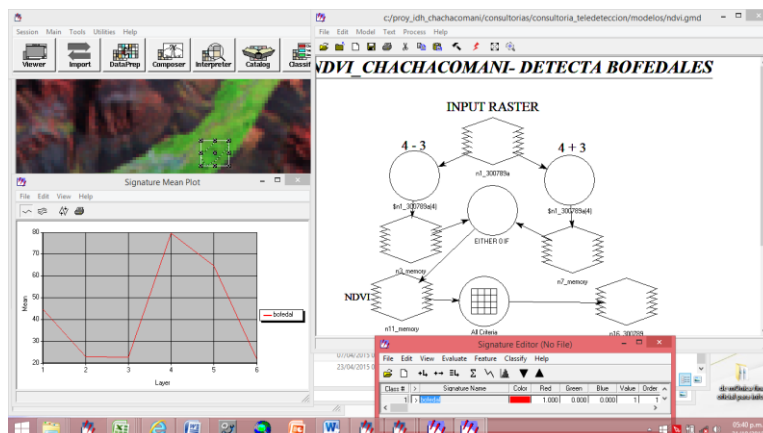 Session Main Tools Utilities Help
Viewer Import DataPrep Composer Interpreter Catalog Classif
Signature Mean Plot
File Edit View Help
80
70
60
50
40
30
20
Mean
1 2 3 4 5 6
Layer
bofedal
c:/proy_idh_chachacomani/consultorias/consultoria_teledeteccion/modelos/ndvi.gmd
File Edit Model Text Process Help
NDVI_CHACHACOMANI- DETECTA BOFEDALES
INPUT RASTER
4 - 3
4 + 3
n1_300789a
$n1_300789a(4)
$n1_300789a(4)
EITHER 0 IF
n3_memory
n7_memory
NDVI
n11_memory
All Criteria
n16_300789
07/04/2015 0
23/04/2015 0
Signature Editor (No File)
File Edit View Evaluate Feature Classify Help
Class # > Signature Name Color Red Green Blue Value Order
1 > bofedal 1.000 0.000 0.000 1 1
05:40 p.m.